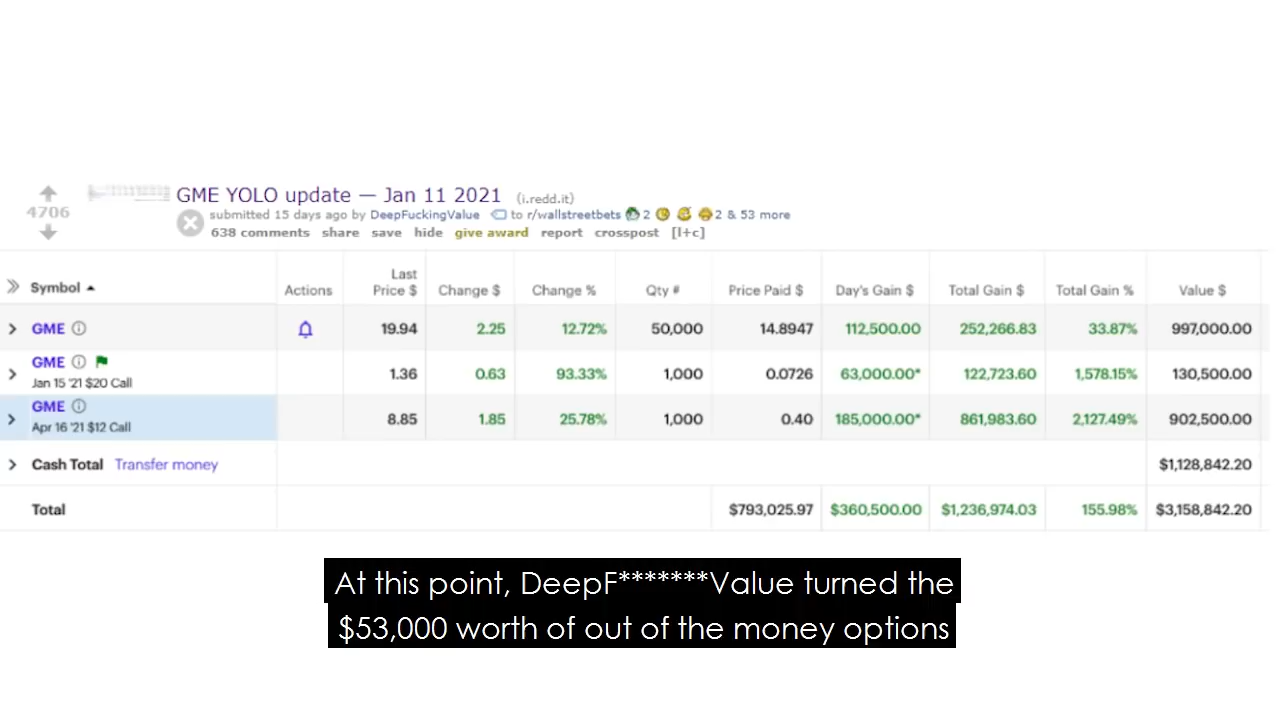 GME YOLO update — Jan 11 2021 (i.redd.it)
4706
submitted 15 days ago by DeepFuckingValue to r/wallstreetbets 2 2 & 53 more
638 comments share save hide give award report crosspost [l+c]
Symbol Actions Last Price $ Change $ Change % Qty # Price Paid $ Day's Gain $ Total Gain $ Total Gain % Value $
GME 19.94 2.25 12.72% 50,000 14.8947 112,500.00 252,266.83 33.87% 997,000.00
GME
Jan 15 '21 $20 Call 1.36 0.63 93.33% 1,000 0.0726 63,000.00* 122,723.60 1,578.15% 130,500.00
GME
Apr 16 '21 $12 Call 8.85 1.85 25.78% 1,000 0.40 185,000.00* 861,983.60 2,127.49% 902,500.00
Cash Total Transfer money $1,128,842.20
Total $793,025.97 $360,500.00 $1,236,974.03 155.98% $3,158,842.20
At this point, DeepF*******Value turned the
$53,000 worth of out of the money options